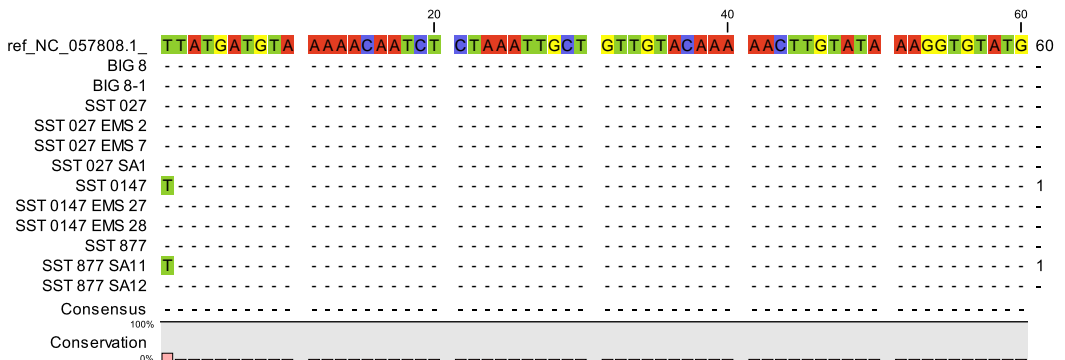 20 40 60
ref_NC_057808.1_ TTATGATGTA AAAACAATCT CTAAATTGCT GTTGTACAAA AACTTGTATA AAGGTGTATG 60
BIG 8 ---------- ---------- ---------- ---------- ---------- ---------- -
BIG 8-1 ---------- ---------- ---------- ---------- ---------- ---------- -
SST 027 ---------- ---------- ---------- ---------- ---------- ---------- -
SST 027 EMS 2 ---------- ---------- ---------- ---------- ---------- ---------- -
SST 027 EMS 7 ---------- ---------- ---------- ---------- ---------- ---------- -
SST 027 SA1 ---------- ---------- ---------- ---------- ---------- ---------- -
SST 0147 T--------- ---------- ---------- ---------- ---------- ---------- 1
SST 0147 EMS 27 ---------- ---------- ---------- ---------- ---------- ---------- -
SST 0147 EMS 28 ---------- ---------- ---------- ---------- ---------- ---------- -
SST 877 ---------- ---------- ---------- ---------- ---------- ---------- -
SST 877 SA11 T--------- ---------- ---------- ---------- ---------- ---------- 1
SST 877 SA12 ---------- ---------- ---------- ---------- ---------- ---------- -
Consensus ---------- ---------- ---------- ---------- ---------- ----------
100%
Conservation
0%